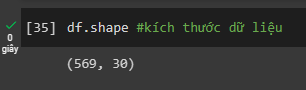 [35] df.shape #kích thước dữ liệu
0
giây
(569, 30)